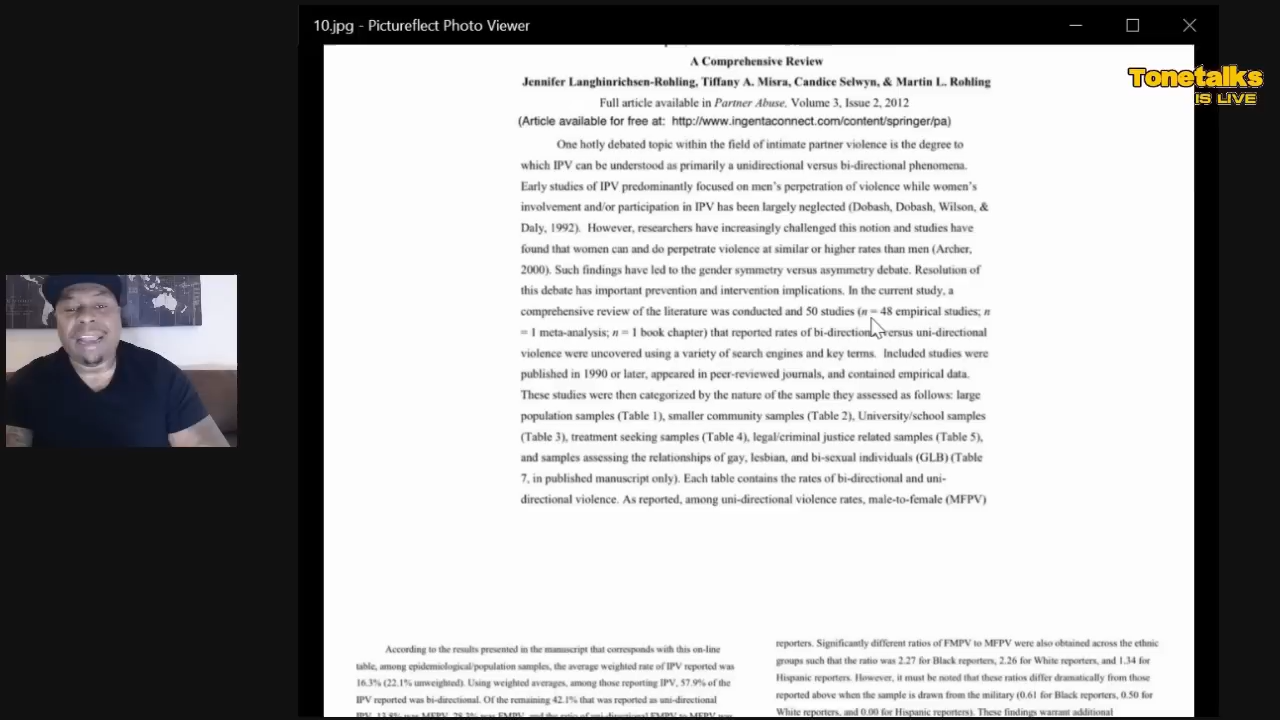 10.jpg - Pictureflect Photo Viewer
Tonetalks
IS LIVE
A Comprehensive Review
Jennifer Langhinrichsen-Rohling, Tiffany A. Misra, Candice Selwyn, & Martin L. Rohling
Full article available in Partner Abuse, Volume 3, Issue 2, 2012
(Article available for free at: http://www.ingentaconnect.com/content/springer/pa)
One hotly debated topic within the field of intimate partner violence is the degree to
which IPV can be understood as primarily a unidirectional versus bi-directional phenomena.
Early studies of IPV predominantly focused on men's perpetration of violence while women's
involvement and/or participation in IPV has been largely neglected (Dobash, Dobash, Wilson, &
Daly, 1992). However, researchers have increasingly challenged this notion and studies have
found that women can and do perpetrate violence at similar or higher rates than men (Archer,
2000). Such findings have led to the gender symmetry versus asymmetry debate. Resolution of
this debate has important prevention and intervention implications. In the current study, a
comprehensive review of the literature was conducted and 50 studies (n = 48 empirical studies; n
= 1 meta-analysis; n = 1 book chapter) that reported rates of bi-directional versus uni-directional
violence were uncovered using a variety of search engines and key terms. Included studies were
published in 1990 or later, appeared in peer-reviewed journals, and contained empirical data.
These studies were then categorized by the nature of the sample they assessed as follows: large
population samples (Table 1), smaller community samples (Table 2), University/school samples
(Table 3), treatment seeking samples (Table 4), legal/criminal justice related samples (Table 5),
and samples assessing the relationships of gay, lesbian, and bi-sexual individuals (GLB) (Table
7, in published manuscript only). Each table contains the rates of bi-directional and uni-
directional violence. As reported, among uni-directional violence rates, male-to-female (MFPV)
According to the results presented in the manuscript that corresponds with this on-line
table, among epidemiological/population samples, the average weighted rate of IPV reported was
16.3% (22.1% unweighted). Using weighted averages, among those reporting IPV, 57.9% of the
IPV reported was bi-directional. Of the remaining 42.1% that was reported as uni-directional
IPV, 13.8% was MFPV, 28.3% was FMPV, and the ratio of uni-directional FMPV to MFPV was
reporters. Significantly different ratios of FMPV to MFPV were also obtained across the ethnic
groups such that the ratio was 2.27 for Black reporters, 2.26 for White reporters, and 1.34 for
Hispanic reporters. However, it must be noted that these ratios differ dramatically from those
reported above when the sample is drawn from the military (0.61 for Black reporters, 0.50 for
White reporters, and 0.00 for Hispanic reporters). These findings warrant additional